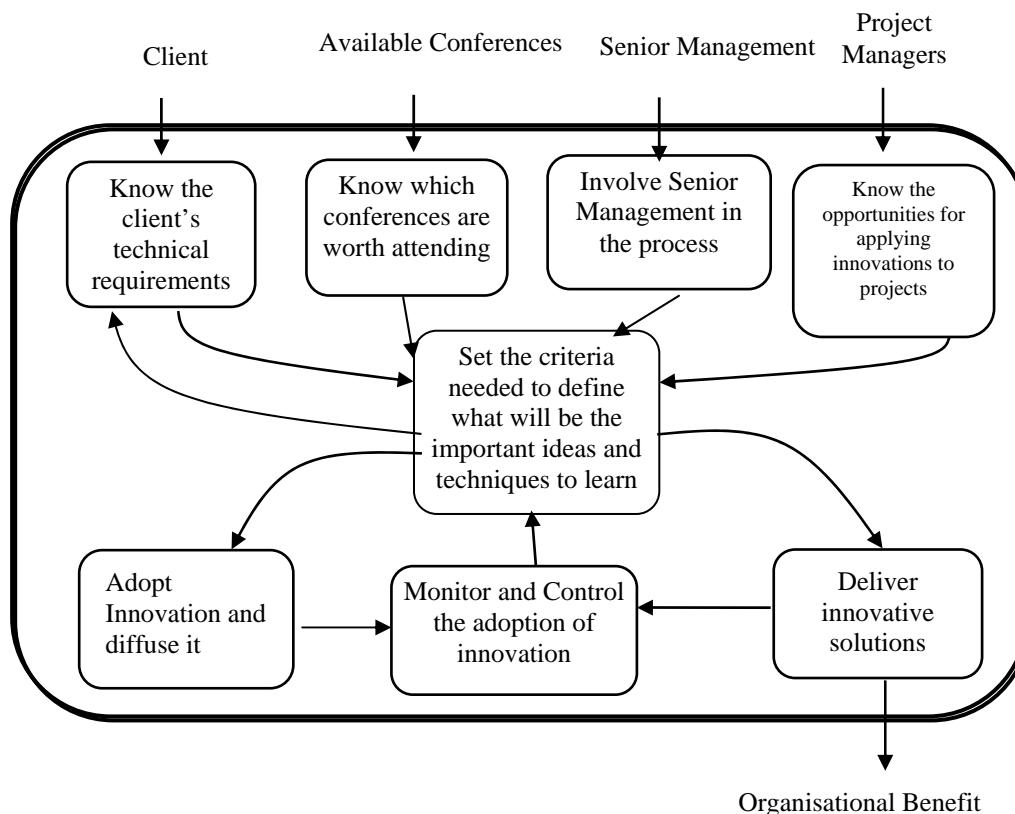 Client
Available Conferences
Senior Management
Project
Managers
Know the
client’s
technical
requirements
Know which
conferences are
worth attending
Involve Senior
Management in
the process
Know the
opportunities for
applying
innovations to
projects
Set the criteria
needed to define
what will be the
important ideas and
techniques to learn
Adopt
Innovation and
diffuse it
Monitor and Control
the adoption of
innovation
Deliver
innovative
solutions
Organisational Benefit